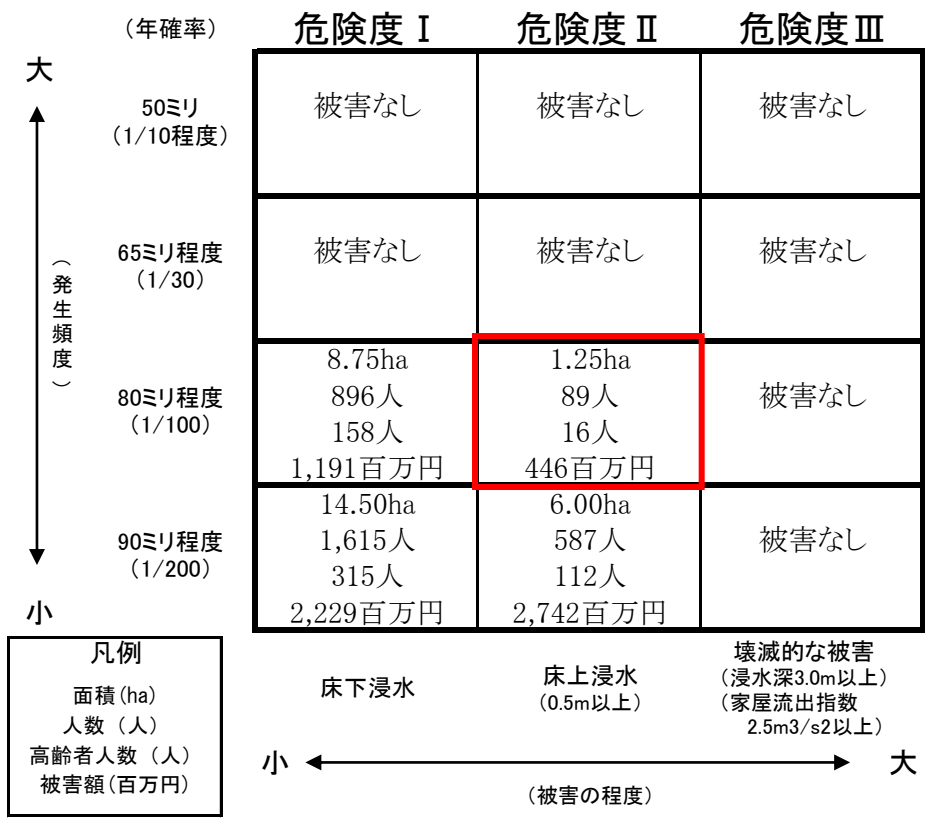 （年確率）
危険度Ⅰ
危険度Ⅱ
危険度Ⅲ
大
（発生頻度）
小
50ミリ
（1/10程度）
被害なし
被害なし
被害なし
65ミリ程度
（1/30）
被害なし
被害なし
被害なし
80ミリ程度
（1/100）
8.75ha
896人
158人
1,191百万円
1.25ha
89人
16人
446百万円
被害なし
90ミリ程度
（1/200）
14.50ha
1,615人
315人
2,229百万円
6.00ha
587人
112人
2,742百万円
被害なし
凡例
面積(ha)
人数（人）
高齢者人数（人）
被害額(百万円)
床下浸水
床上浸水
（0.5m以上）
壊滅的な被害
（浸水深3.0m以上）
（家屋流出指数
2.5m3/s2以上）
小
大
（被害の程度）